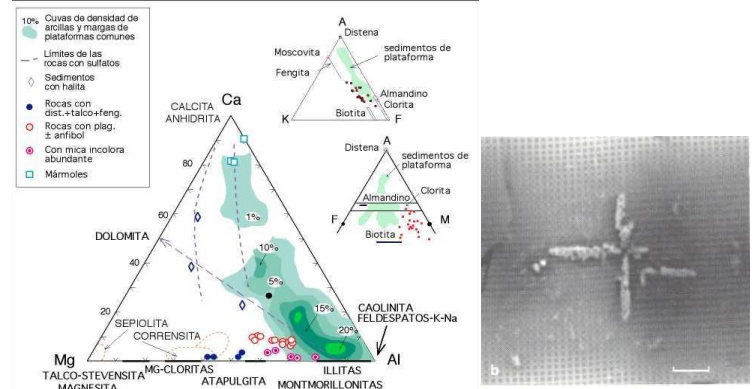 10%
Cuvas de densidad de
arcillas y margas de
plataformas comunes
Límites de las
rocas con sulfatos
Sedimentos
con halita
Rocas con
dist.+talco+feng.
Rocas con plag.
± anfibol
Con mica incolora
abundante
Mármoles
A
Distena
Moscovita
sedimentos de
plataforma
Fengita
Almandino
Clorita
Biotita
K
F
A
Distena
sedimentos de
plataforma
Clorita
Almandino
F
M
Biotita
Ca
CALCITA
ANHIDRITA
80
60
40
20
1%
10%
5%
15%
20%
DOLOMITA
SEPIOLITA
CORRENSITA
CAOLINITA
FELDESPATOS-K-Na
Mg
Al
MG-CLORITAS
ILLITAS
TALCO-STEVENSITA
ATAPULGITA
MONTMORILLONITAS
MAGNESITA
b